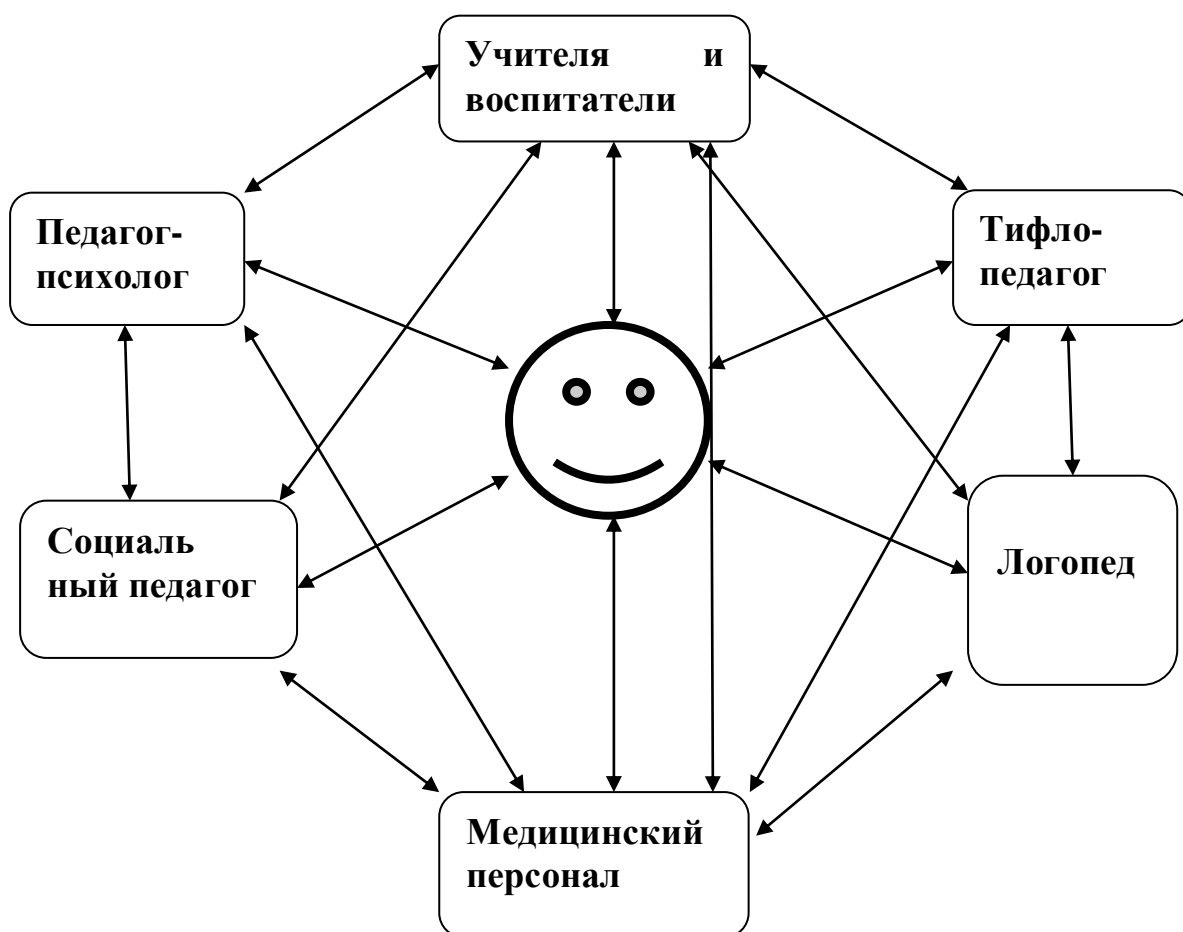 Учителя и
воспитатели
Педагог-
психолог
Тифло-
педагог
Социаль
ный педагог
Логопед
Медицинский
персонал